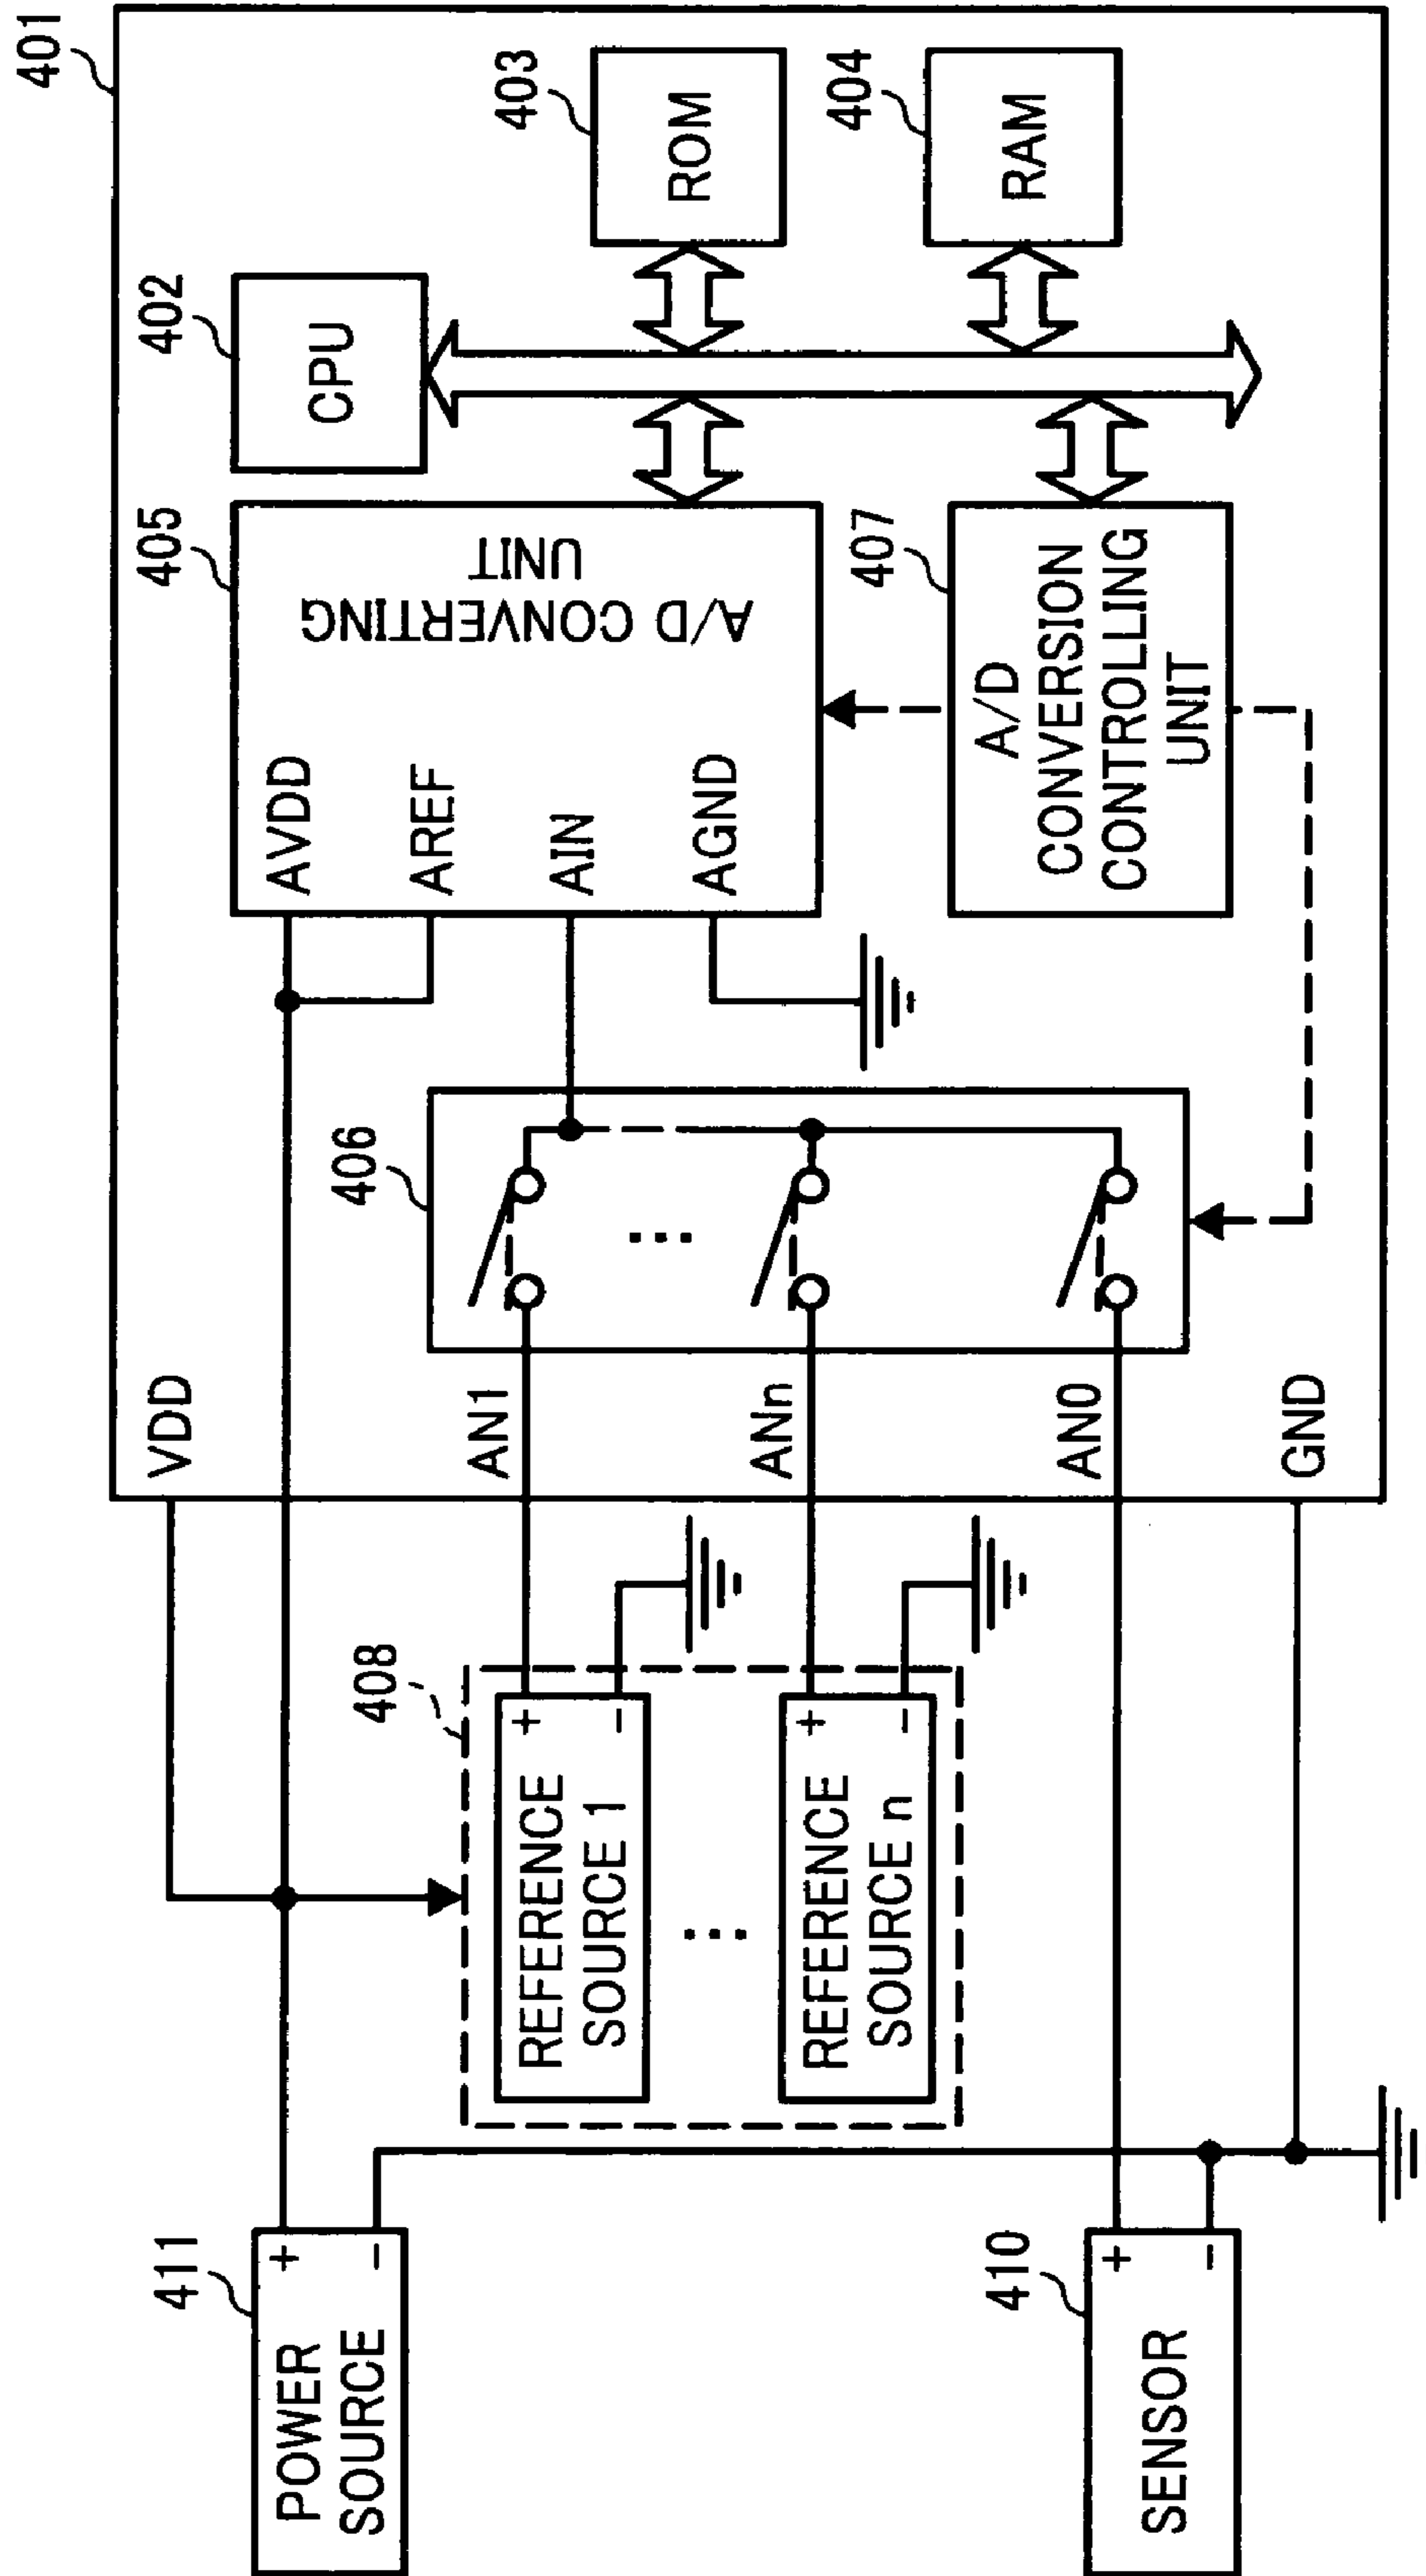 401
402
CPU
403
ROM
404
RAM
405
A/D CONVERTING
UNIT
AVDD
AREF
AIN
AGND
407
A/D
CONVERSION
CONTROLLING
UNIT
406
...
VDD
AN1
ANn
AN0
GND
408
+
−
REFERENCE
SOURCE 1
...
+
−
REFERENCE
SOURCE n
411
+
−
POWER
SOURCE
410
+
−
SENSOR